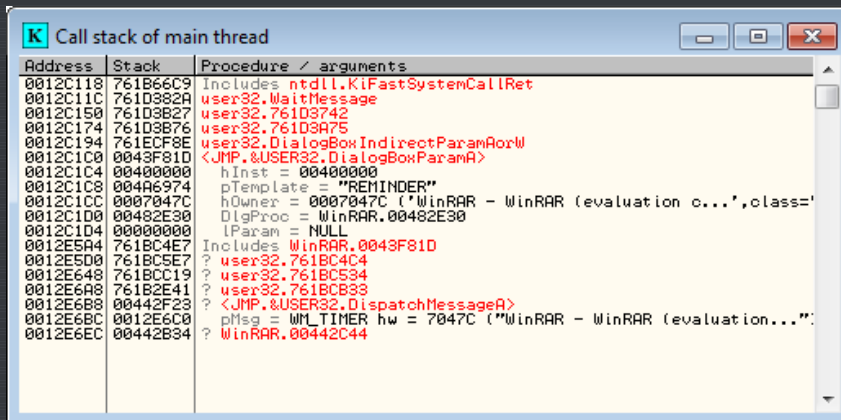 K Call stack of main thread
Address Stack Procedure / arguments
0012C118 761B66C9 Includes ntdll.KiFastSystemCallRet
0012C11C 761D382A user32.WaitMessage
0012C150 761D3B27 user32.761D3742
0012C174 761D3B76 user32.761D3A75
0012C194 761ECF8E user32.DialogBoxIndirectParamAorW
0012C1C0 0043F81D <JMP.&USER32.DialogBoxParamA>
0012C1C4 00400000 hInst = 00400000
0012C1C8 004A6974 pTemplate = "REMINDER"
0012C1CC 0007047C hOwner = 0007047C ('WinRAR - WinRAR (evaluation c...',class='
0012C1D0 00482E30 DlgProc = WinRAR.00482E30
0012C1D4 00000000 lParam = NULL
0012E5A4 761BC4E7 Includes WinRAR.0043F81D
0012E5D0 761BC5E7 ? user32.761BC4C4
0012E648 761BCC19 ? user32.761BC534
0012E6A8 761B2E41 ? user32.761BCB33
0012E6B8 00442F23 ? <JMP.&USER32.DispatchMessageA>
0012E6BC 0012E6C0 pMsg = WM_TIMER hw = 7047C ("WinRAR - WinRAR (evaluation...")
0012E6EC 00442B34 ? WinRAR.00442C44